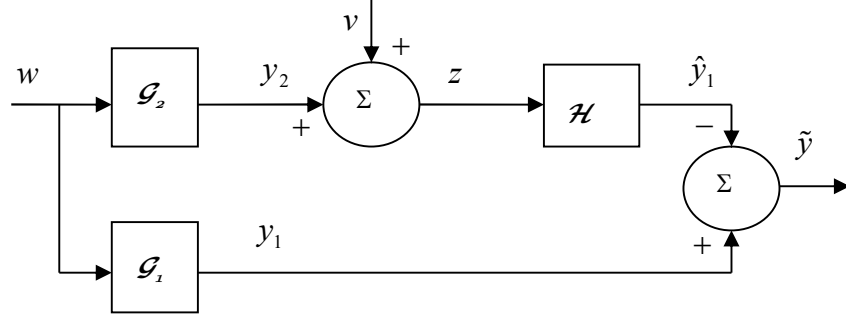 v
+
w
𝒢₂
y₂
Σ
z
ŷ₁
ℋ
+
−
ỹ
Σ
𝒢₁
y₁
+